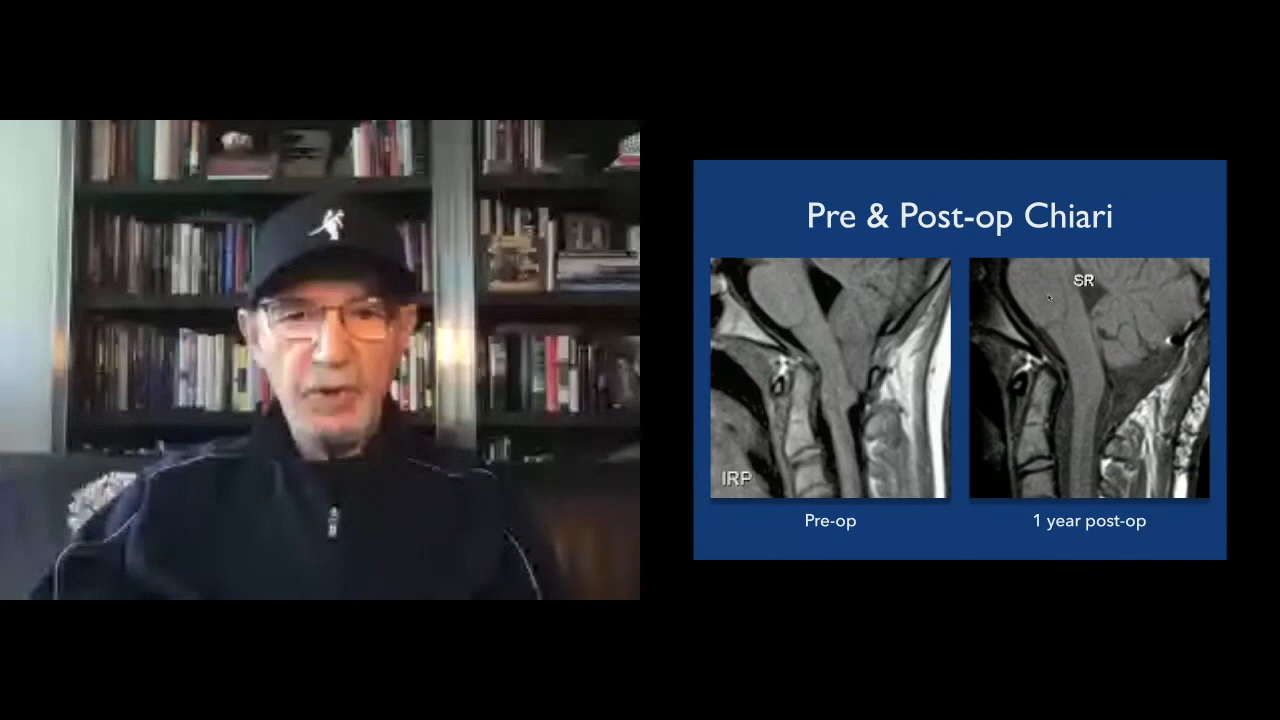 Pre & Post-op Chiari
SR
IRP
Pre-op
1 year post-op